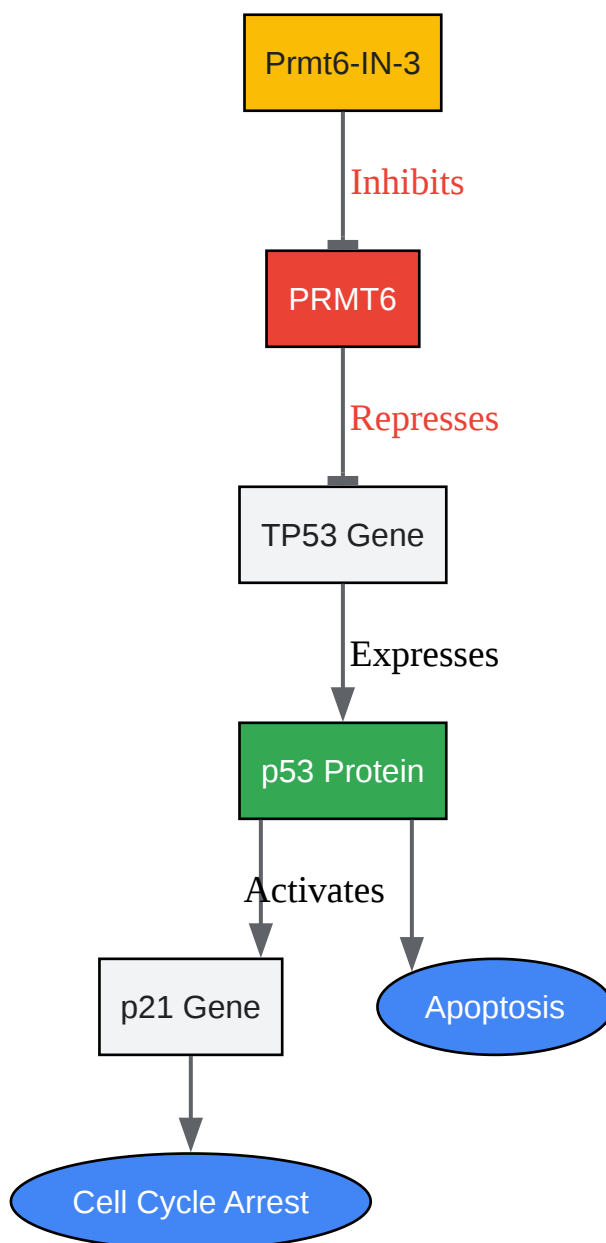 Prmt6-IN-3
Inhibits
PRMT6
Represses
TP53 Gene
Expresses
p53 Protein
Activates
p21 Gene
Apoptosis
Cell Cycle Arrest